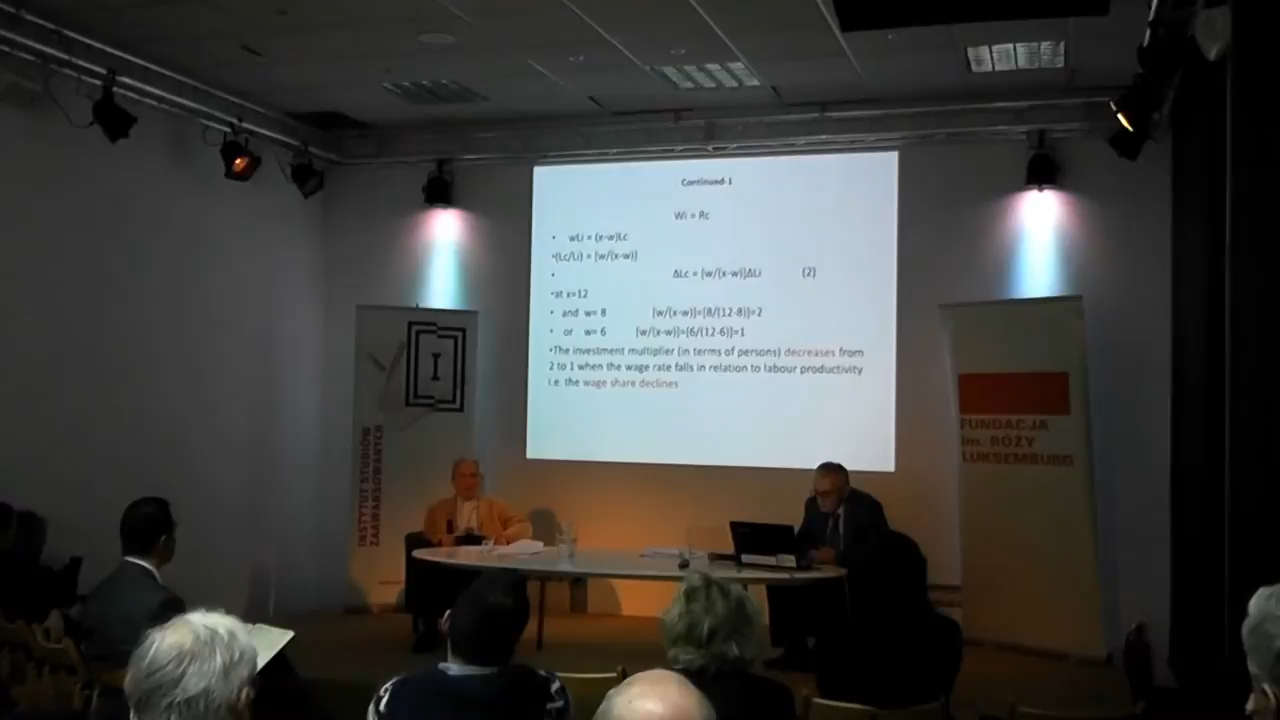 Continued-1
Wi = Rc
• wLi = (x-w)Lc
•(Lc/Li) = [w/(x-w)]
•
ΔLc = [w/(x-w)]ΔLi (2)
•at x=12
• and w= 8 [w/(x-w)]=[8/(12-8)]=2
• or w= 6 [w/(x-w)]=[6/(12-6)]=1
•The investment multiplier (in terms of persons) decreases from
2 to 1 when the wage rate falls in relation to labour productivity
i.e. the wage share declines
I
INSTYTUT STUDIÓW
ZAAWANSOWANYCH
FUNDACJA
im. RÓŻY
LUKSEMBURG